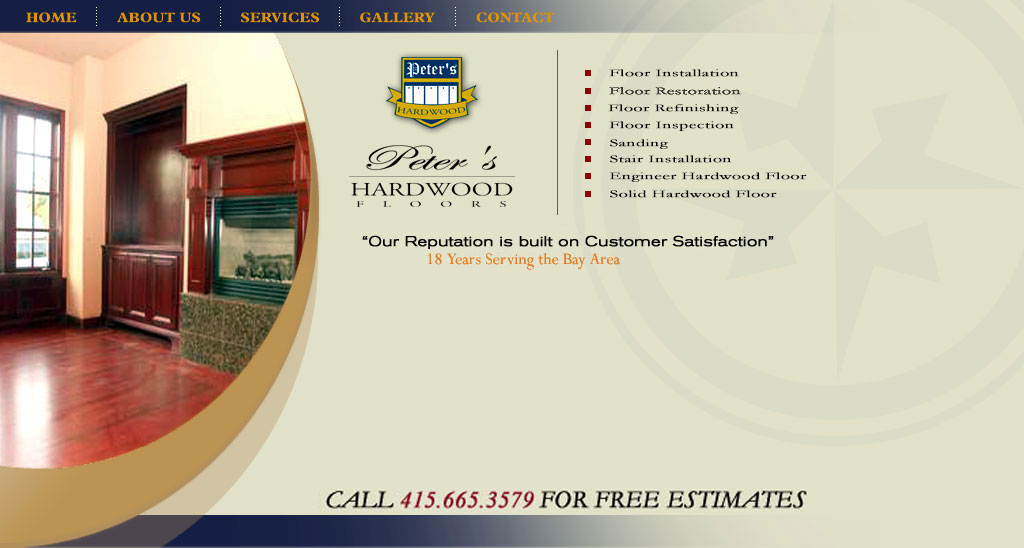 HOME ABOUT US SERVICES GALLERY CONTACT
Peter's
HARDWOOD
Peter's
HARDWOOD
FLOORS
Floor Installation
Floor Restoration
Floor Refinishing
Floor Inspection
Sanding
Stair Installation
Engineer Hardwood Floor
Solid Hardwood Floor
“Our Reputation is built on Customer Satisfaction”
18 Years Serving the Bay Area
CALL 415.665.3579 FOR FREE ESTIMATES